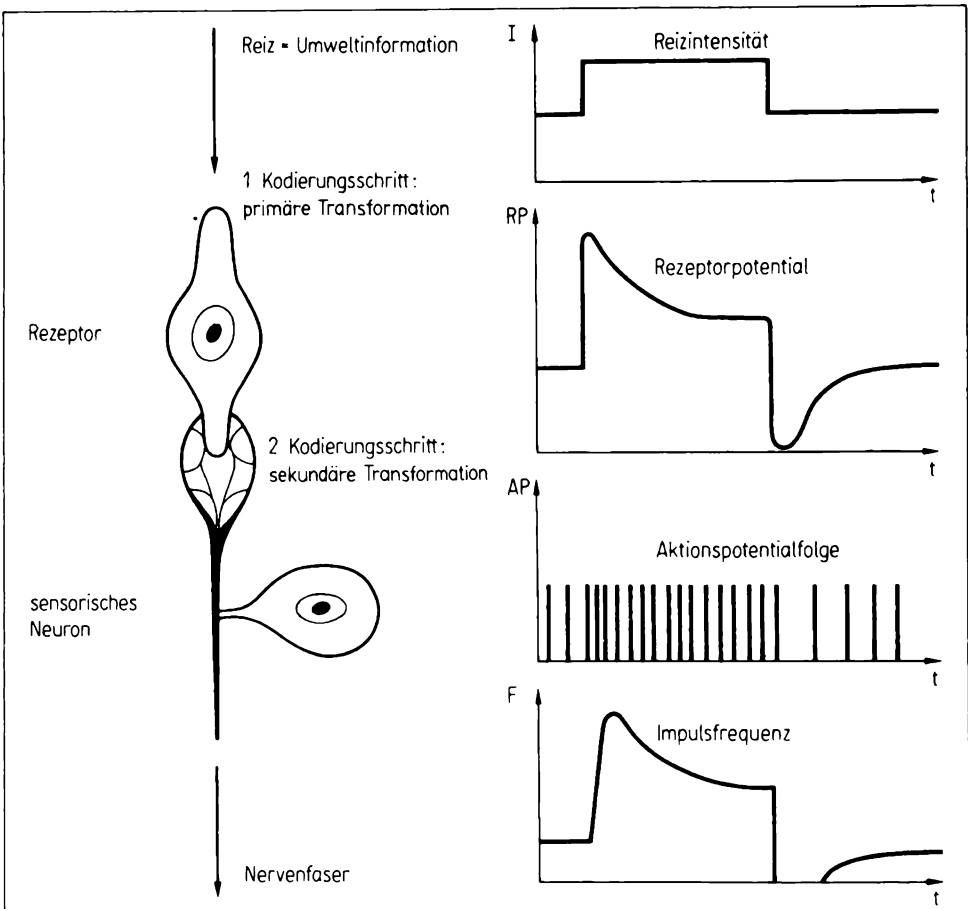 Reiz = Umweltinformation
1 Kodierungsschritt:
primäre Transformation
Rezeptor
2 Kodierungsschritt:
sekundäre Transformation
sensorisches
Neuron
Nervenfaser
I
Reizintensität
t
RP
Rezeptorpotential
t
AP
Aktionspotentialfolge
t
F
Impulsfrequenz
t